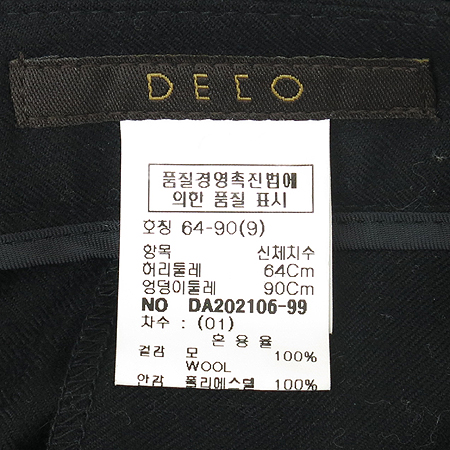 DECO
품질경영촉진법에
의한 품질 표시
호칭 64-90(9)
항목 신체치수
허리둘레 64Cm
엉덩이둘레 90Cm
NO DA202106-99
차수 : (01)
혼 용 율
겉감 모 100%
WOOL
안감 폴리에스텔 100%